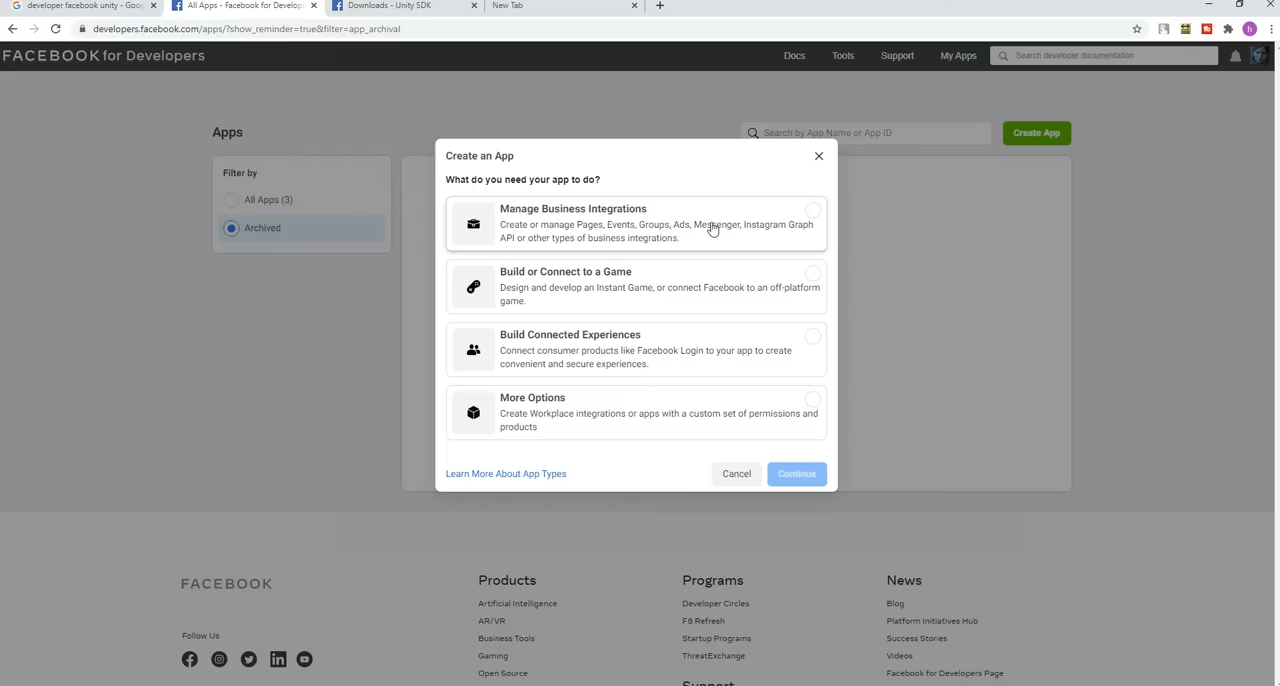 developer facebook unity - Goog
All Apps - Facebook for Develop
Downloads - Unity SDK
New Tab
developers.facebook.com/apps/?show_reminder=true&filter=app_archival
h
FACEBOOK for Developers
Docs
Tools
Support
My Apps
Search developer documentation
Apps
Search by App Name or App ID
Create App
Filter by
All Apps (3)
Archived
Create an App
What do you need your app to do?
Manage Business Integrations
Create or manage Pages, Events, Groups, Ads, Messenger, Instagram Graph
API or other types of business integrations.
Build or Connect to a Game
Design and develop an Instant Game, or connect Facebook to an off-platform
game.
Build Connected Experiences
Connect consumer products like Facebook Login to your app to create
convenient and secure experiences.
More Options
Create Workplace integrations or apps with a custom set of permissions and
products
Learn More About App Types
Cancel
Continue
FACEBOOK
Follow Us
Products
Artificial Intelligence
AR/VR
Business Tools
Gaming
Open Source
Programs
Developer Circles
F8 Refresh
Startup Programs
ThreatExchange
Support
News
Blog
Platform Initiatives Hub
Success Stories
Videos
Facebook for Developers Page